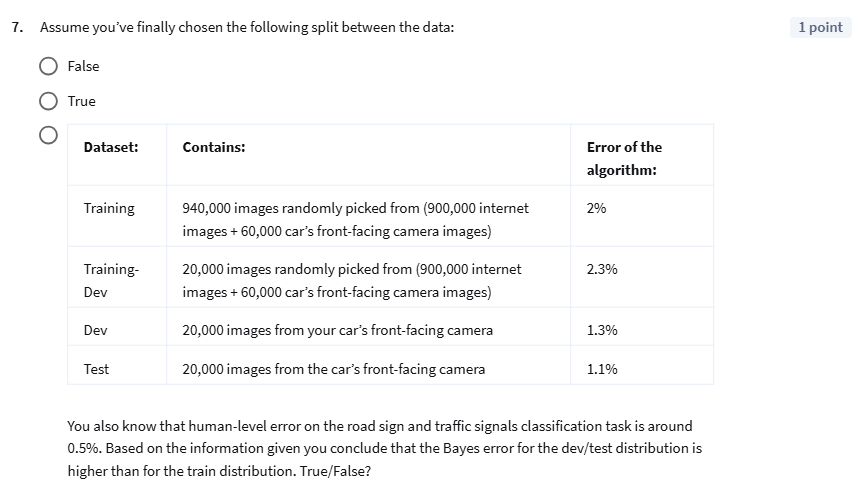 7. Assume you’ve finally chosen the following split between the data:
1 point
False
True
Dataset: Contains: Error of the
algorithm:
Training 940,000 images randomly picked from (900,000 internet 2%
images + 60,000 car’s front-facing camera images)
Training- 20,000 images randomly picked from (900,000 internet 2.3%
Dev images + 60,000 car’s front-facing camera images)
Dev 20,000 images from your car’s front-facing camera 1.3%
Test 20,000 images from the car’s front-facing camera 1.1%
You also know that human-level error on the road sign and traffic signals classification task is around
0.5%. Based on the information given you conclude that the Bayes error for the dev/test distribution is
higher than for the train distribution. True/False?